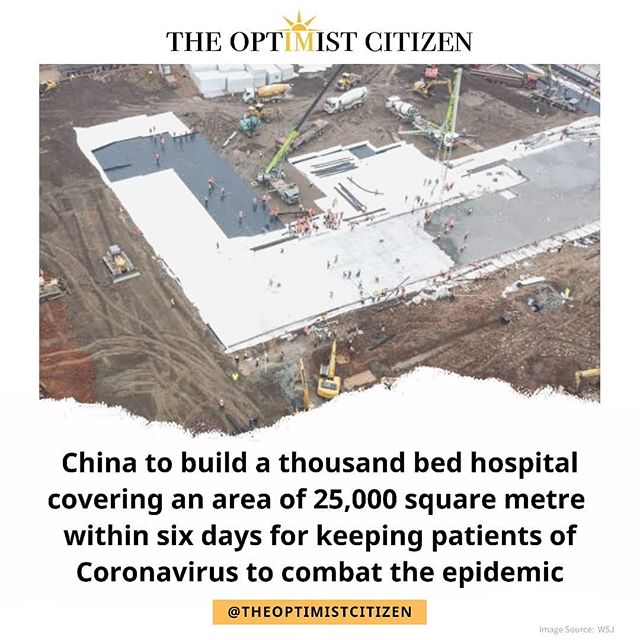 THE OPTIMIST CITIZEN
China to build a thousand bed hospital
covering an area of 25,000 square metre
within six days for keeping patients of
Coronavirus to combat the epidemic
@THEOPTIMISTCITIZEN
Image Source: WSJ